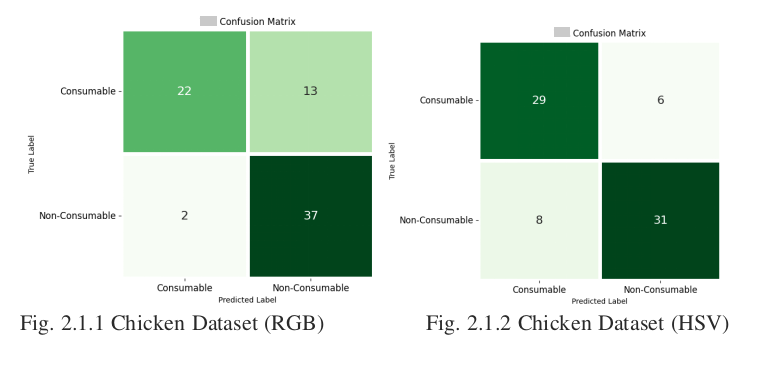 Confusion Matrix
True Label
Consumable
22 13
Non-Consumable
2 37
Consumable Non-Consumable
Predicted Label
Fig. 2.1.1 Chicken Dataset (RGB)
Confusion Matrix
True Label
Consumable
29 6
Non-Consumable
8 31
Consumable Non-Consumable
Predicted Label
Fig. 2.1.2 Chicken Dataset (HSV)